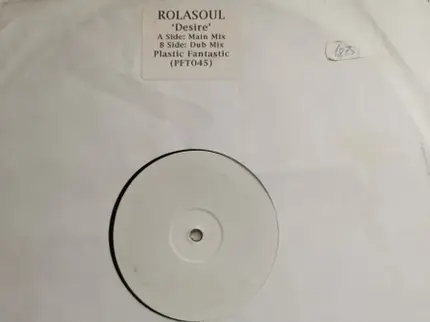 ROLASOUL
'Desire'
A Side: Main Mix
B Side: Dub Mix
Plastic Fantastic
(PFT045)